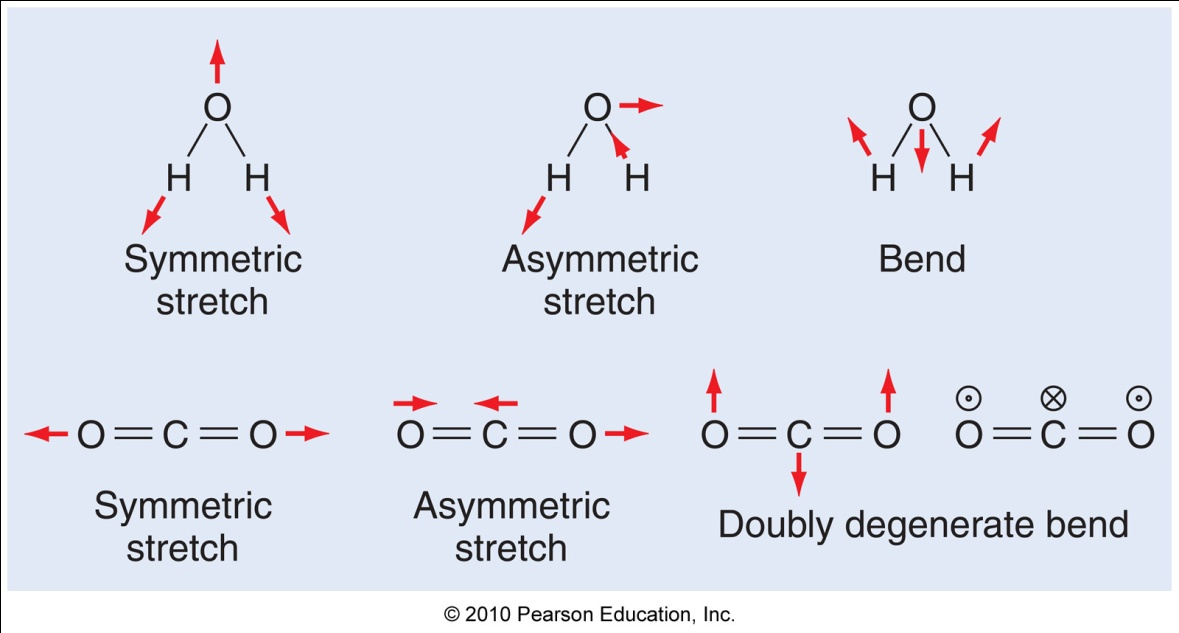 O
O
O
H H
H H
H H
Symmetric
stretch
Asymmetric
stretch
Bend
O = C = O
O = C = O
O = C = O
O = C = O
Symmetric
stretch
Asymmetric
stretch
Doubly degenerate bend
© 2010 Pearson Education, Inc.